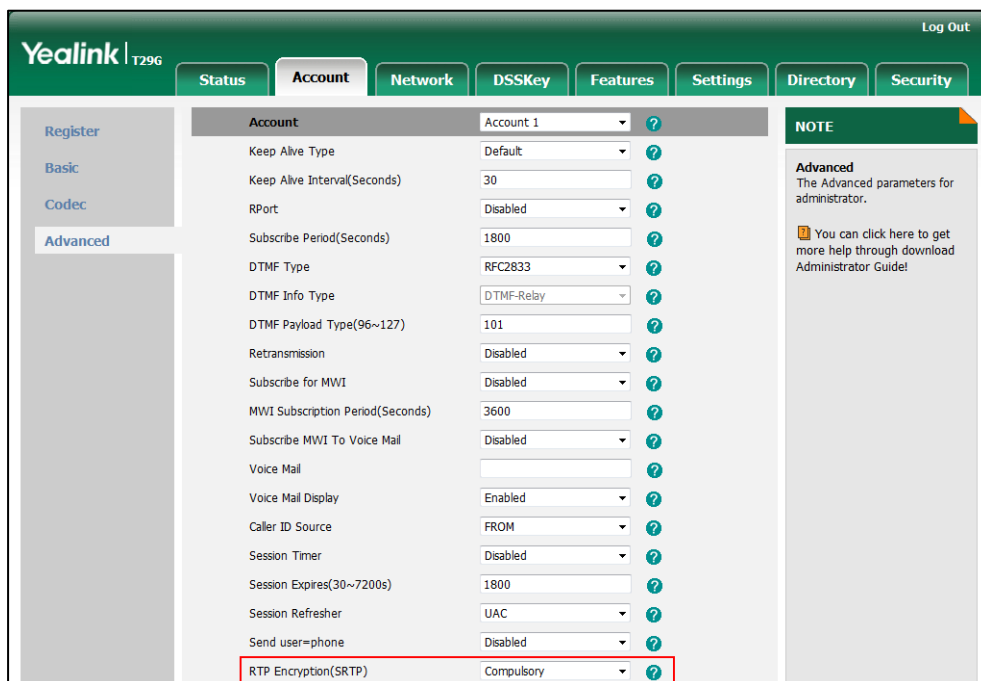 Log Out
Yealink T29G
Status Account Network DSSKey Features Settings Directory Security
Register
Basic
Codec
Advanced
Account Account 1
Keep Alive Type Default
Keep Alive Interval(Seconds) 30
RPort Disabled
Subscribe Period(Seconds) 1800
DTMF Type RFC2833
DTMF Info Type DTMF-Relay
DTMF Payload Type(96~127) 101
Retransmission Disabled
Subscribe for MWI Disabled
MWI Subscription Period(Seconds) 3600
Subscribe MWI To Voice Mail Disabled
Voice Mail
Voice Mail Display Enabled
Caller ID Source FROM
Session Timer Disabled
Session Expires(30~7200s) 1800
Session Refresher UAC
Send user=phone Disabled
RTP Encryption(SRTP) Compulsory
NOTE
Advanced
The Advanced parameters for
administrator.
You can click here to get
more help through download
Administrator Guide!